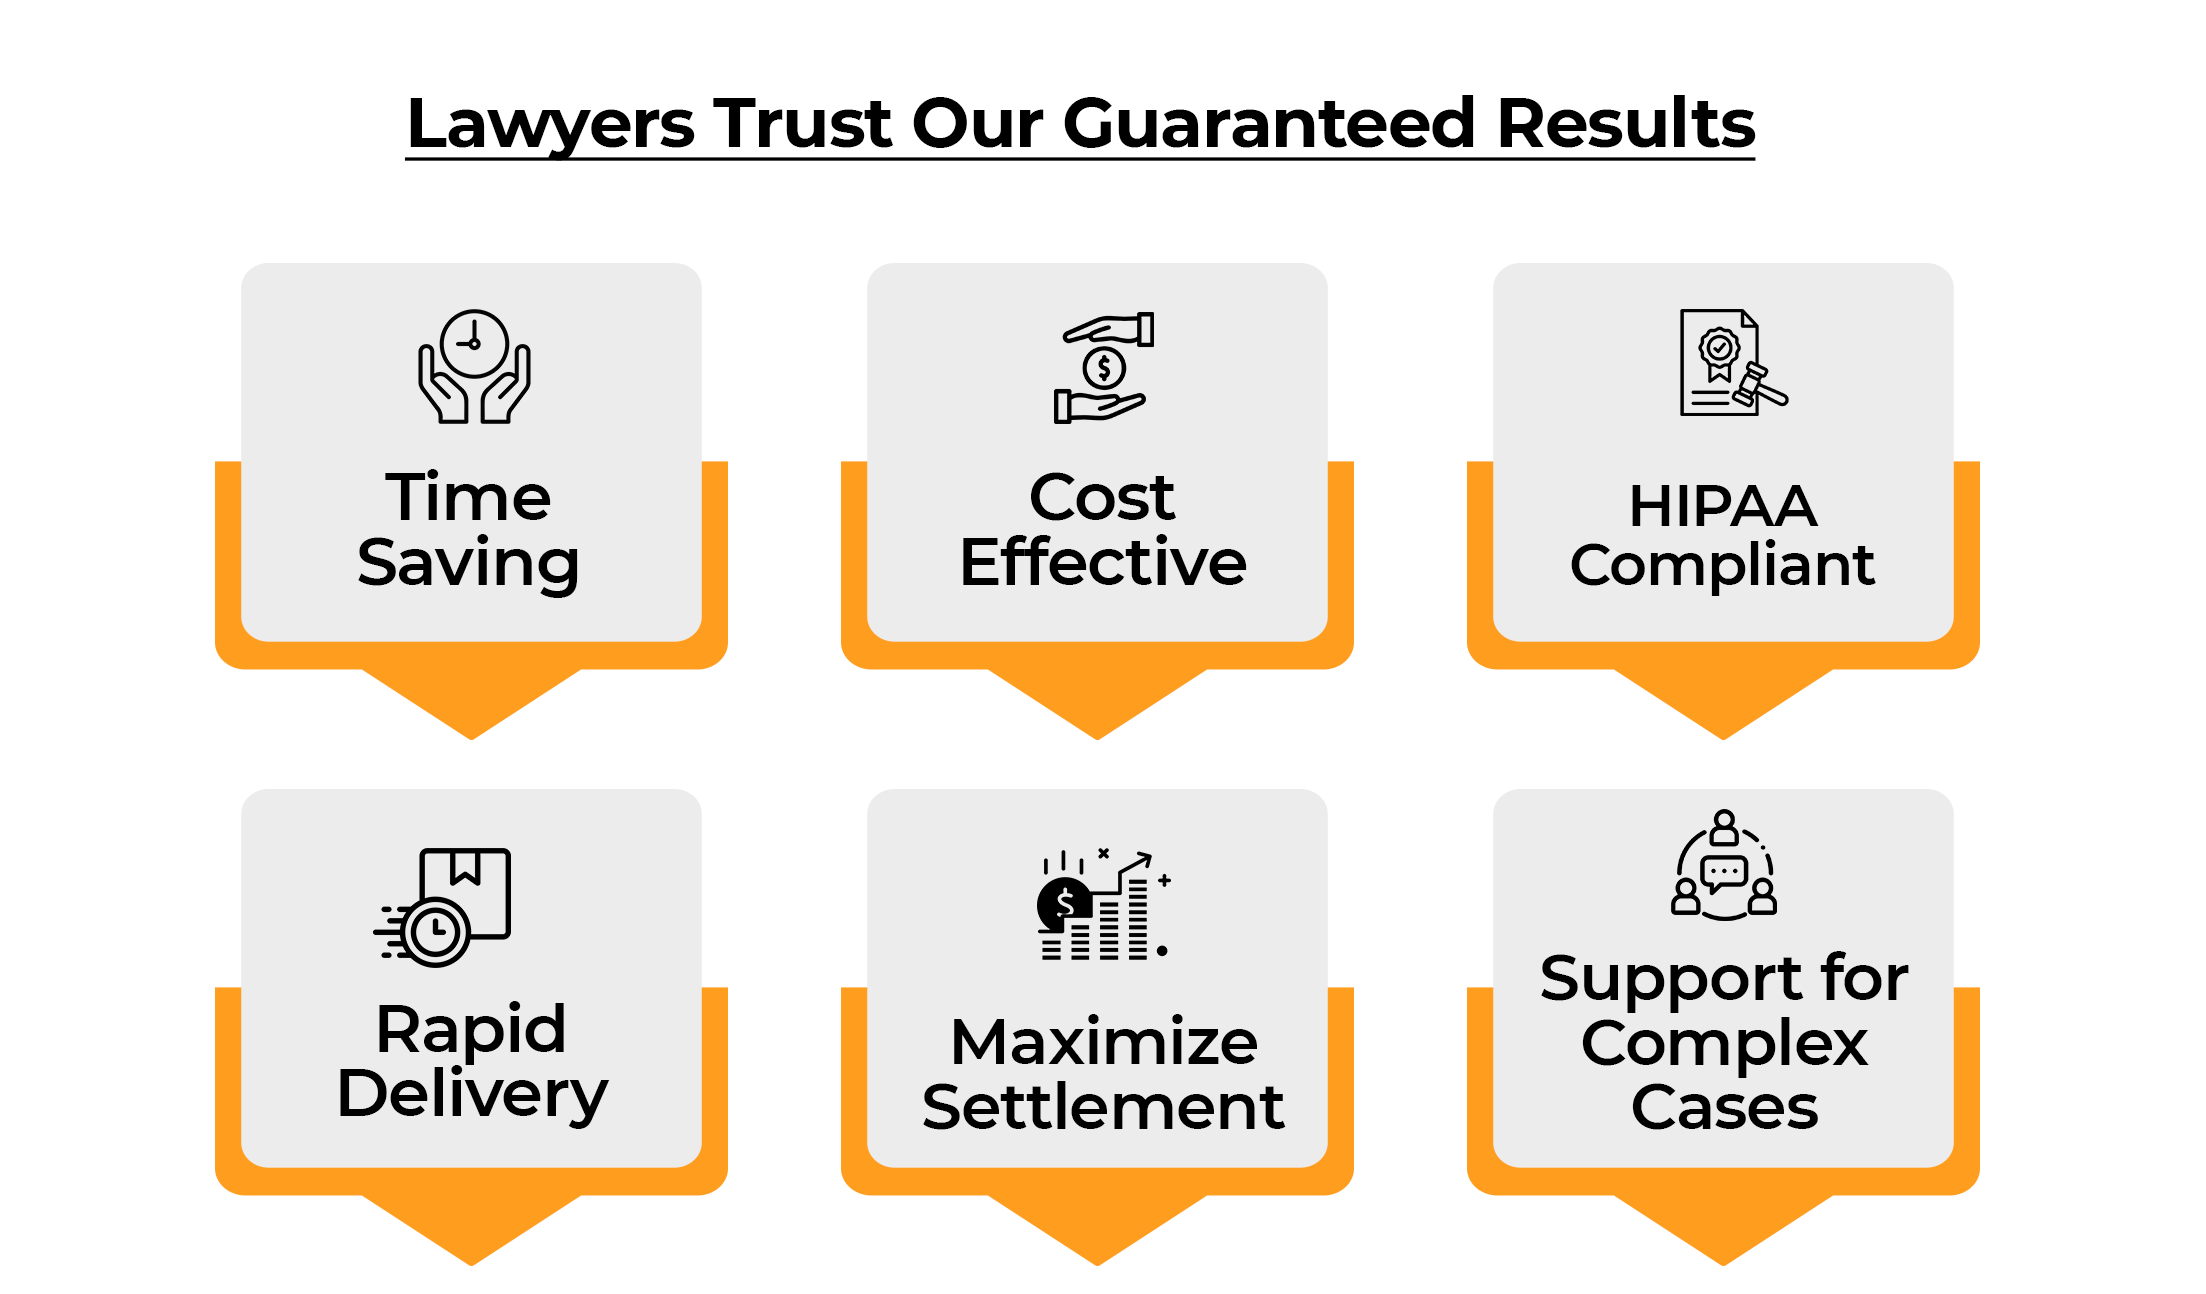 Lawyers Trust Our Guaranteed Results
Time
Saving
Cost
Effective
HIPAA
Compliant
Rapid
Delivery
Maximize
Settlement
Support for
Complex
Cases